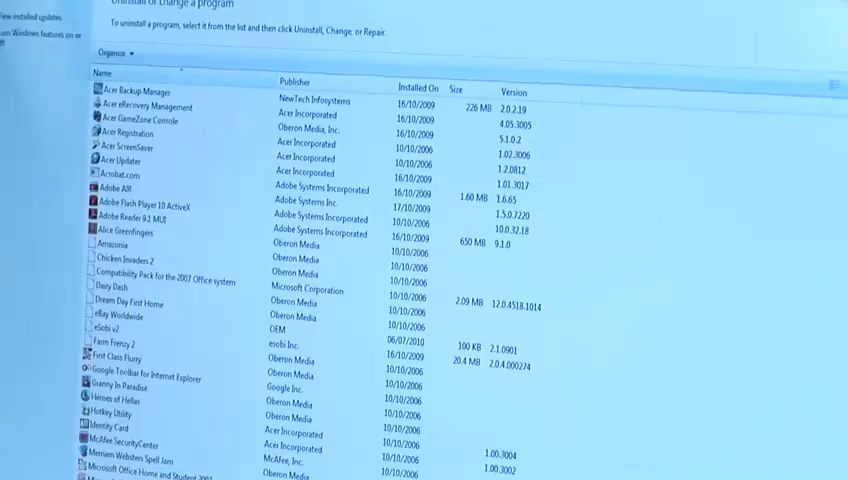 Uninstall or change a program
View installed updates
To uninstall a program, select it from the list and then click Uninstall, Change, or Repair.
Windows features on or
Organize
Name Publisher Installed On Size Version
Acer Backup Manager NewTech Infosystems 16/10/2009 226 MB 2.0.2.19
Acer eRecovery Management Acer Incorporated 16/10/2009 4.05.3005
Acer GameZone Console Oberon Media, Inc. 16/10/2009 5.1.0.2
Acer Registration Acer Incorporated 10/10/2006 1.02.3006
Acer ScreenSaver Acer Incorporated 10/10/2006 1.2.0812
Acer Updater Acer Incorporated 16/10/2009 1.01.3017
Acrobat.com Adobe Systems Incorporated 16/10/2009 1.60 MB 1.6.65
Adobe AIR Adobe Systems Inc. 17/10/2009 1.5.0.7220
Adobe Flash Player 10 ActiveX Adobe Systems Incorporated 10/10/2006 10.0.32.18
Adobe Reader 9.1 MUI Adobe Systems Incorporated 16/10/2009 650 MB 9.1.0
Alice Greenfingers Oberon Media 10/10/2006
Amazonia Oberon Media 10/10/2006
Chicken Invaders 2 Oberon Media 10/10/2006
Compatibility Pack for the 2007 Office system Microsoft Corporation 10/10/2006 2.09 MB 12.0.4518.1014
Dairy Dash Oberon Media 10/10/2006
Dream Day First Home Oberon Media 10/10/2006
eBay Worldwide OEM 06/07/2010 100 KB 2.1.0901
eSobi v2 esobi Inc. 16/10/2009 20.4 MB 2.0.4.000274
Farm Frenzy 2 Oberon Media 10/10/2006
First Class Flurry Oberon Media 10/10/2006
Google Toolbar for Internet Explorer Google Inc. 10/10/2006
Granny In Paradise Oberon Media 10/10/2006
Heroes of Hellas Oberon Media 10/10/2006
Hotkey Utility Acer Incorporated 10/10/2006 1.00.3004
Identity Card Acer Incorporated 10/10/2006 1.00.3002
McAfee SecurityCenter McAfee, Inc. 10/10/2006
Merriam Websters Spell Jam Oberon Media
Microsoft Office Home and Student 2007